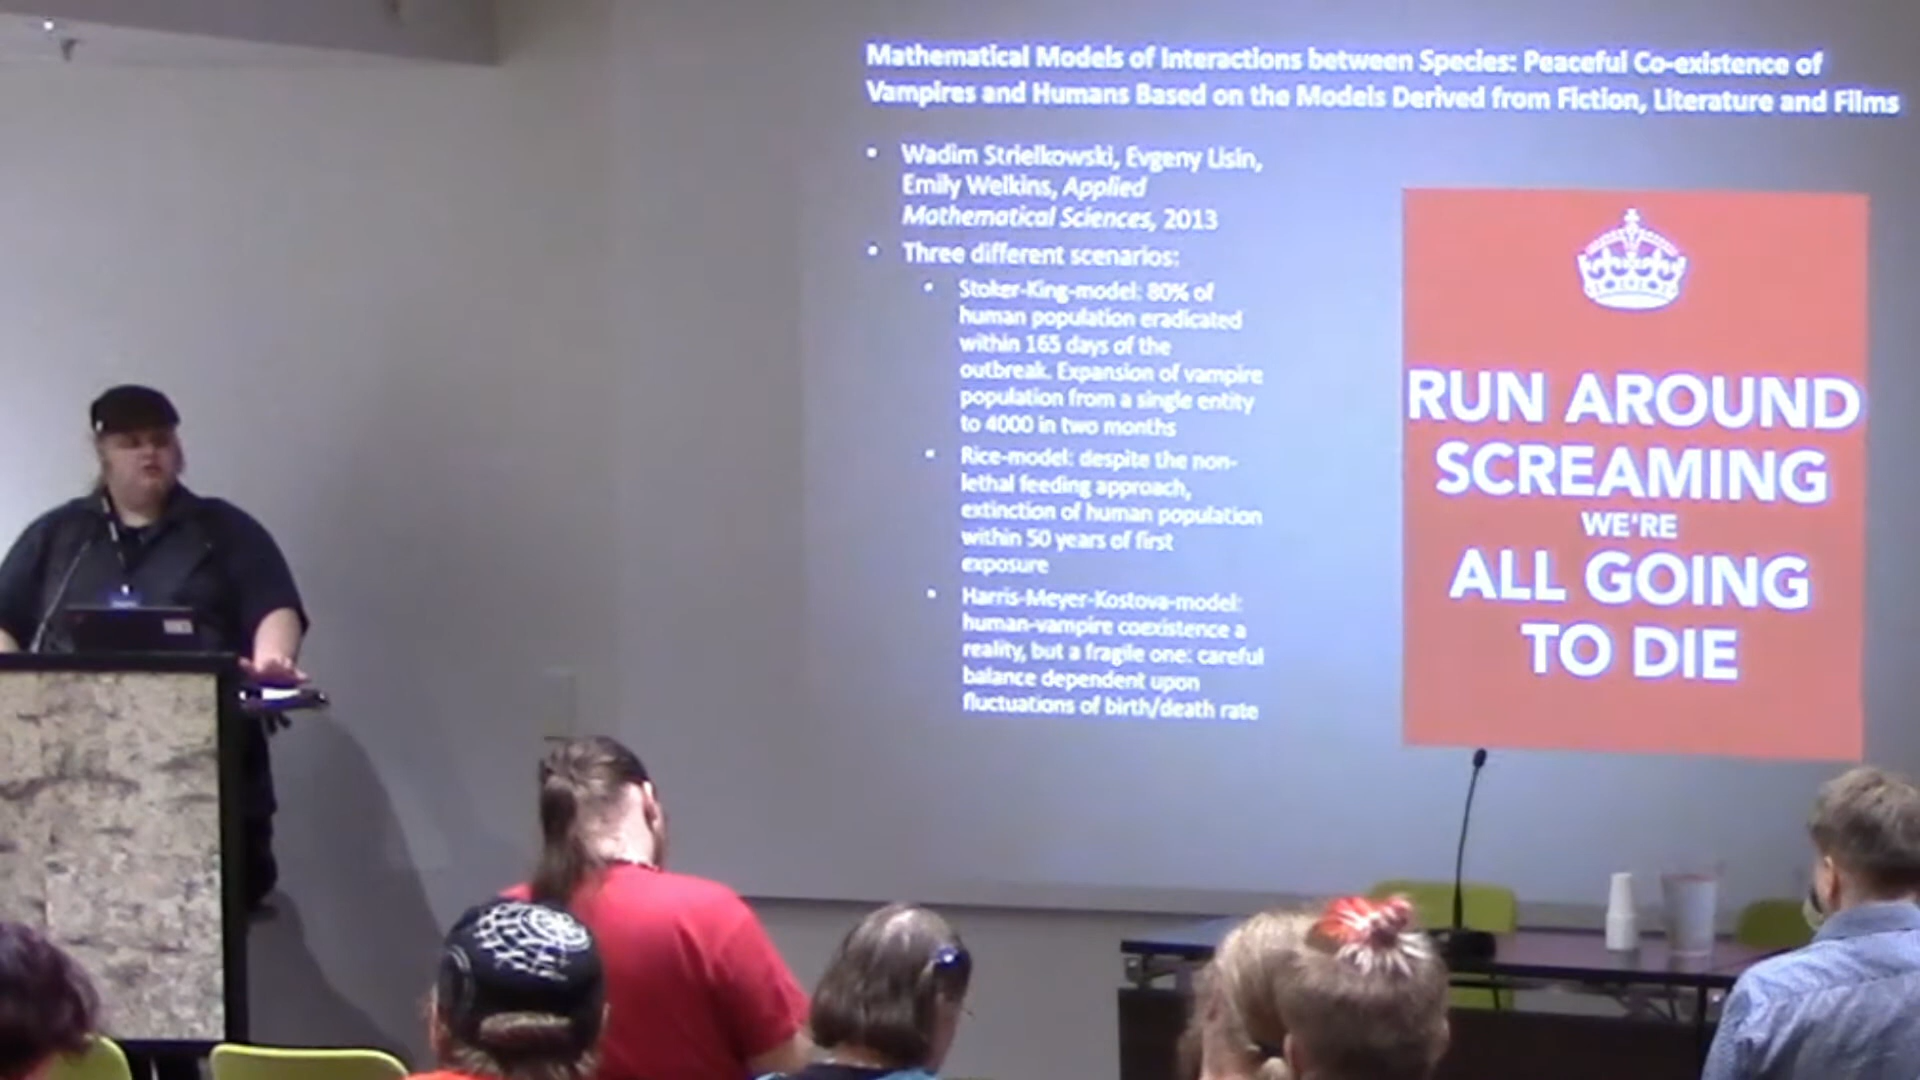 Mathematical Models of Interactions between Species: Peaceful Co-existence of
Vampires and Humans Based on the Models Derived from Fiction, Literature and Films
• Wadim Strielkowski, Evgeny Lisin,
Emily Welkins, Applied
Mathematical Sciences, 2013
• Three different scenarios:
• Stoker-King-model: 80% of
human population eradicated
within 165 days of the
outbreak. Expansion of vampire
population from a single entity
to 4000 in two months
• Rice-model: despite the non-
lethal feeding approach,
extinction of human population
within 50 years of first
exposure
• Harris-Meyer-Kostova-model:
human-vampire coexistence a
reality, but a fragile one: careful
balance dependent upon
fluctuations of birth/death rate
RUN AROUND
SCREAMING
WE'RE
ALL GOING
TO DIE